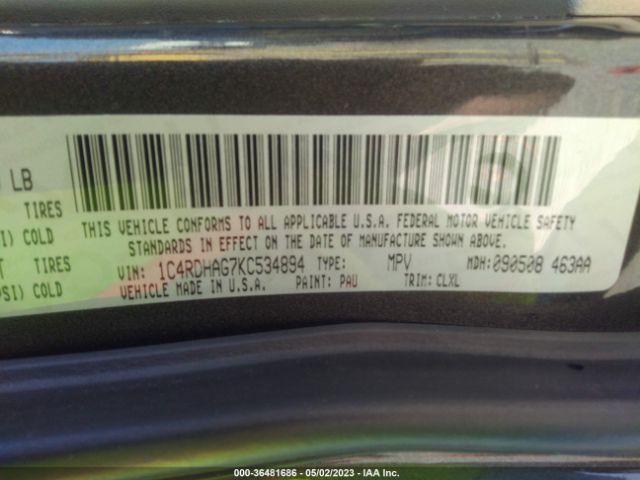 LB
THIS VEHICLE CONFORMS TO ALL APPLICABLE U.S.A. FEDERAL MOTOR VEHICLE SAFETY
STANDARDS IN EFFECT ON THE DATE OF MANUFACTURE SHOWN ABOVE.
TIRES
COLD
TIRES
COLD
VIN: 1C4RDHAG7KC534894 TYPE: MPV MDH: 090508 463AA
VEHICLE MADE IN U.S.A. PAINT: PAU TRIM: CLXL
000-36481686 - 05/02/2023 - IAA Inc.